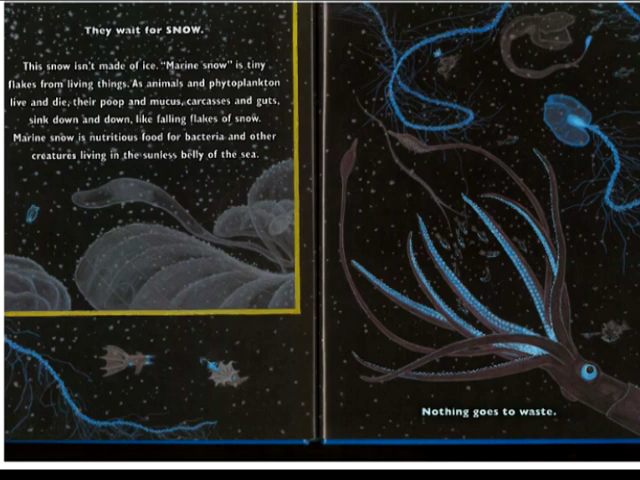 They wait for SNOW.
This snow isn't made of ice. "Marine snow" is tiny
flakes from living things. As animals and phytoplankton
live and die, their poop and mucus, carcasses and guts,
sink down and down, like falling flakes of snow.
Marine snow is nutritious food for bacteria and other
creatures living in the sunless belly of the sea.
Nothing goes to waste.